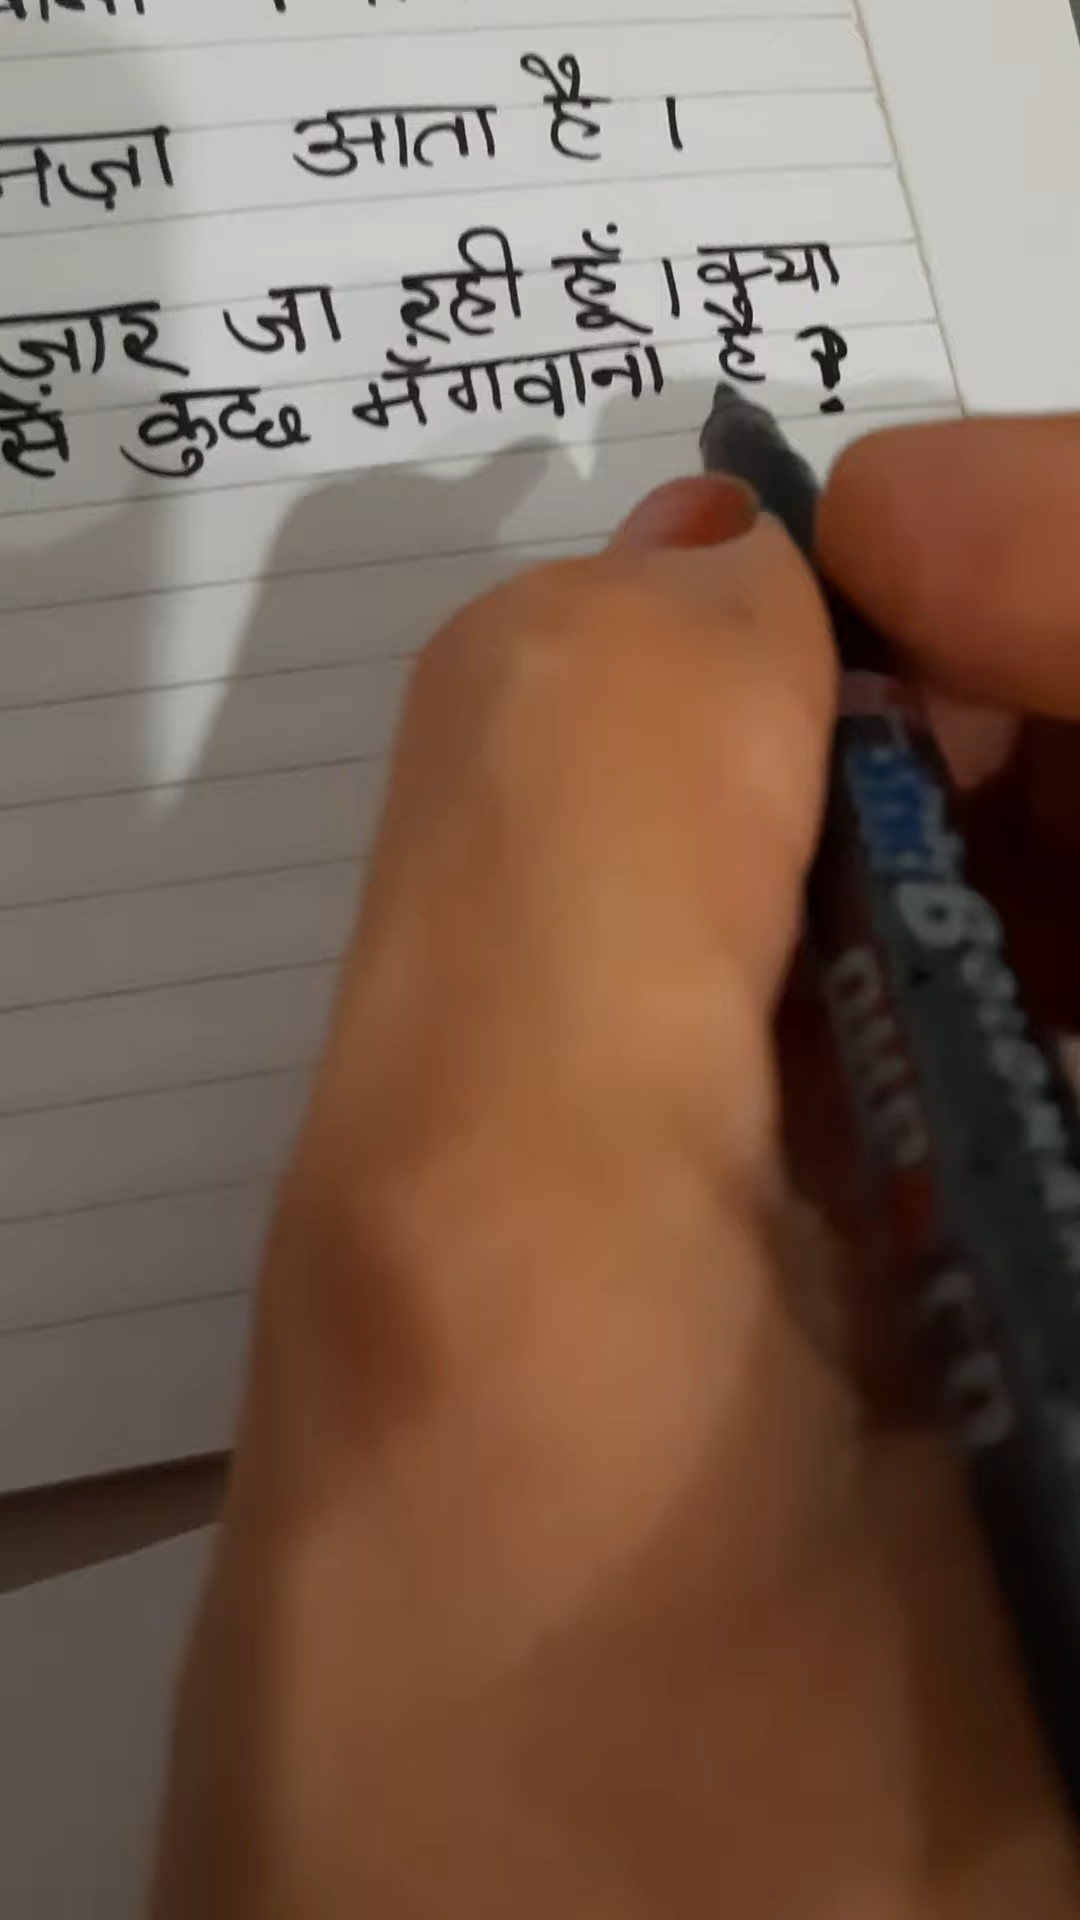 मज़ा आता है ।
ज़ार जा रही हूँ । क्या
से कुछ मँगवाना है ?